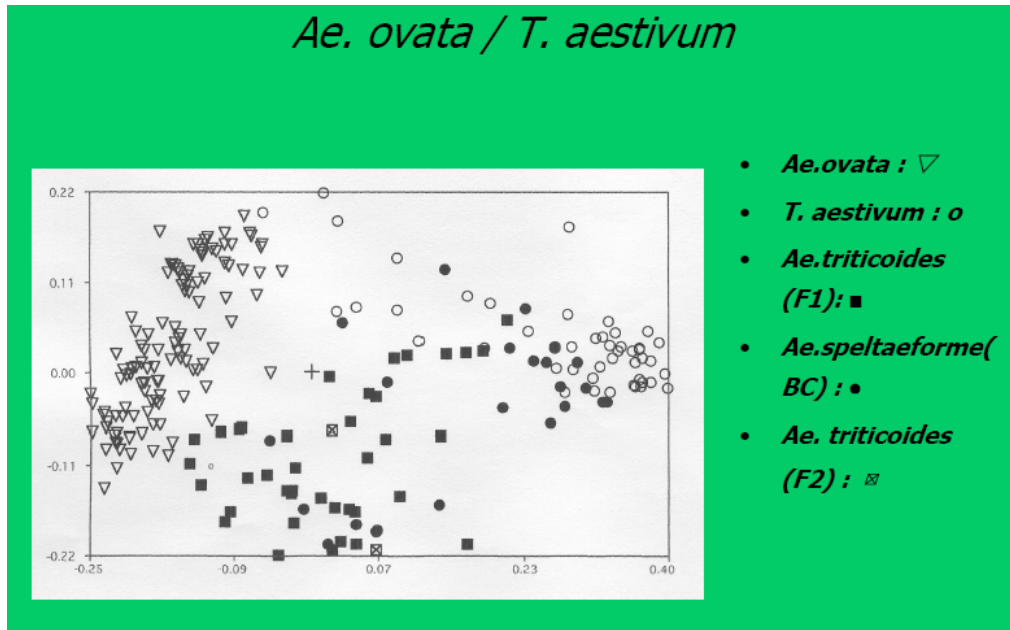 Ae. ovata / T. aestivum
0.22
0.11
0.00
-0.11
-0.22
-0.25
-0.09
0.07
0.23
0.40
• Ae.ovata : ▽
• T. aestivum : o
• Ae.triticoides
(F1): ■
• Ae.speltaeforme(
BC) : ●
• Ae. triticoides
(F2) : ⊠